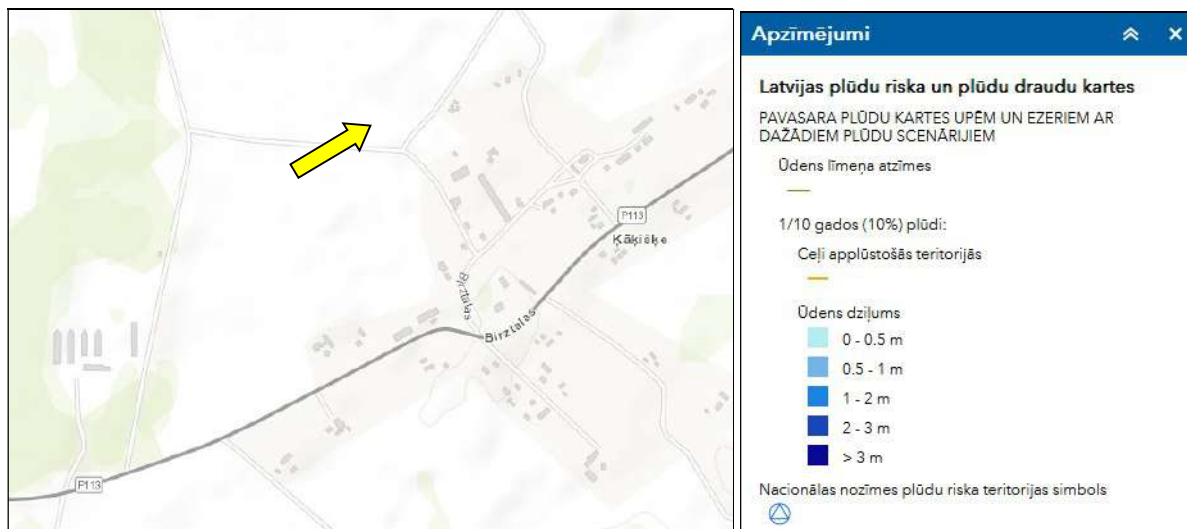 P113
Ķāķišķe
Birztalas
Birztalas
P113
Apzīmējumi
Latvijas plūdu riska un plūdu draudu kartes
PAVASARA PLŪDU KARTES UPĒM UN EZERIEM AR
DAŽĀDIEM PLŪDU SCENĀRIJIEM
Ūdens līmeņa atzīmes
1/10 gados (10%) plūdi:
Ceļi applūstošās teritorijās
Ūdens dziļums
0 - 0.5 m
0.5 - 1 m
1 - 2 m
2 - 3 m
> 3 m
Nacionālas nozīmes plūdu riska teritorijas simbols